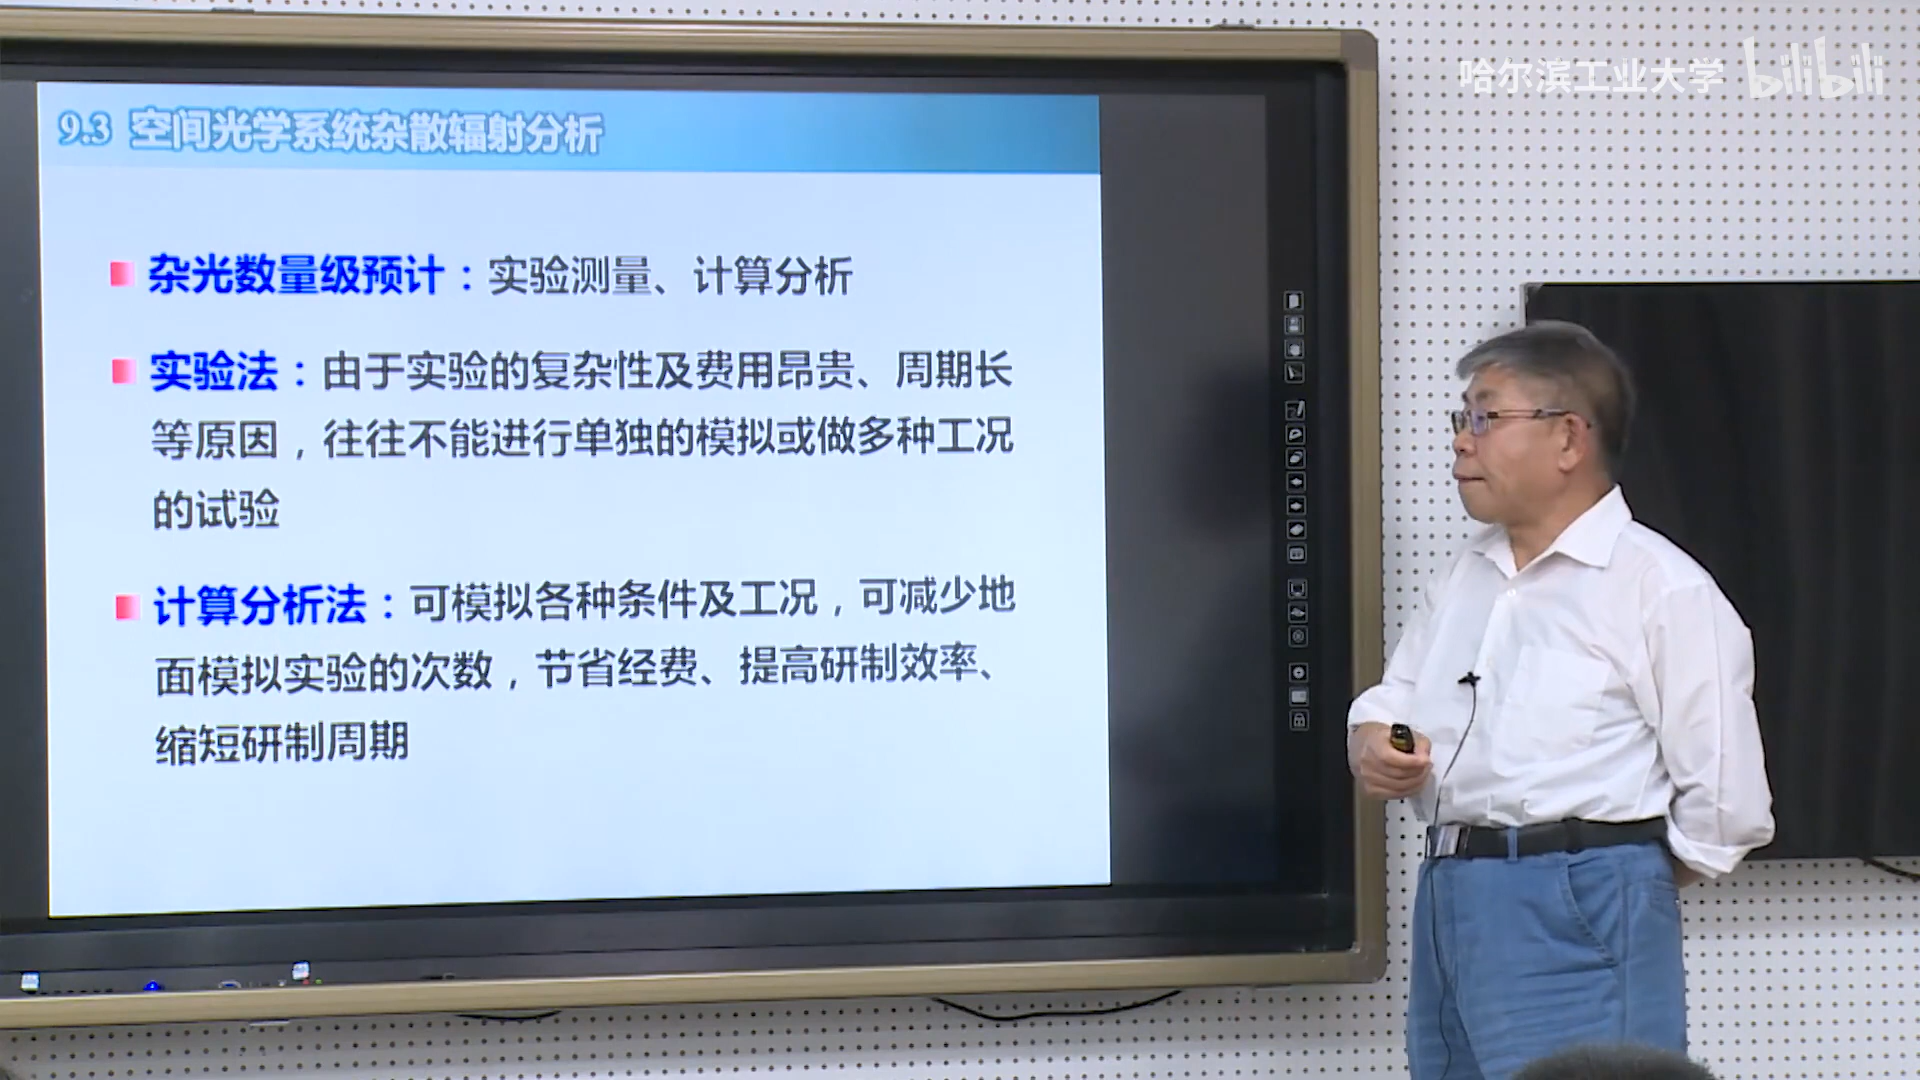 哈尔滨工业大学 bilibili
9.3 空间光学系统杂散辐射分析
杂光数量级预计：实验测量、计算分析
实验法：由于实验的复杂性及费用昂贵、周期长
等原因，往往不能进行单独的模拟或做多种工况
的试验
计算分析法：可模拟各种条件及工况，可减少地
面模拟实验的次数，节省经费、提高研制效率、
缩短研制周期